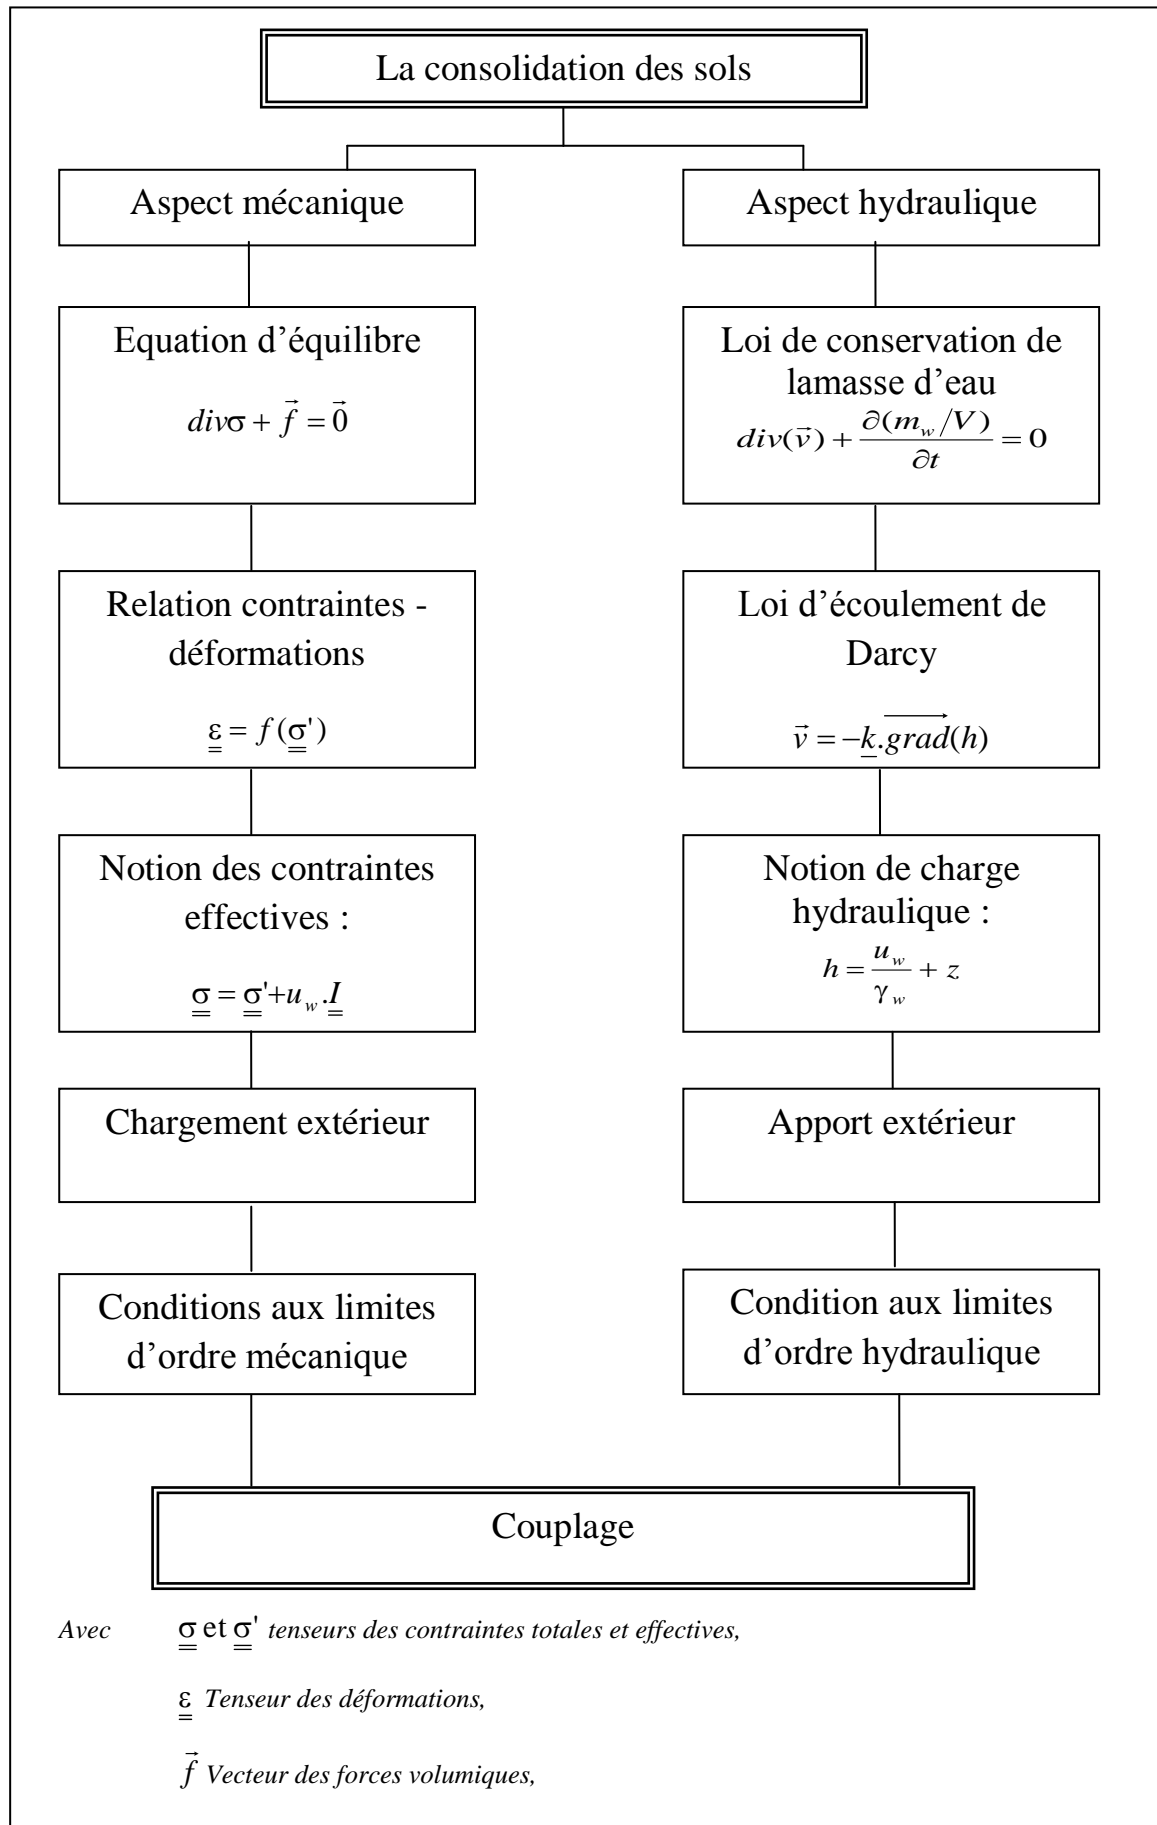 La consolidation des sols
Aspect mécanique
Equation d’équilibre
divσ + f⃗ = 0⃗
Relation contraintes -
déformations
ε̳ = f(σ̳')
Notion des contraintes
effectives :
σ̳ = σ̳'+u_w.I̳
Chargement extérieur
Conditions aux limites
d’ordre mécanique
Aspect hydraulique
Loi de conservation de
lamasse d’eau
div(v⃗) + ∂(m_w/V)/∂t = 0
Loi d’écoulement de
Darcy
v⃗ = −k̲.grad⃗(h)
Notion de charge
hydraulique :
h = u_w/γ_w + z
Apport extérieur
Condition aux limites
d’ordre hydraulique
Couplage
Avec σ̳ et σ̳' tenseurs des contraintes totales et effectives,
ε̳ Tenseur des déformations,
f⃗ Vecteur des forces volumiques,